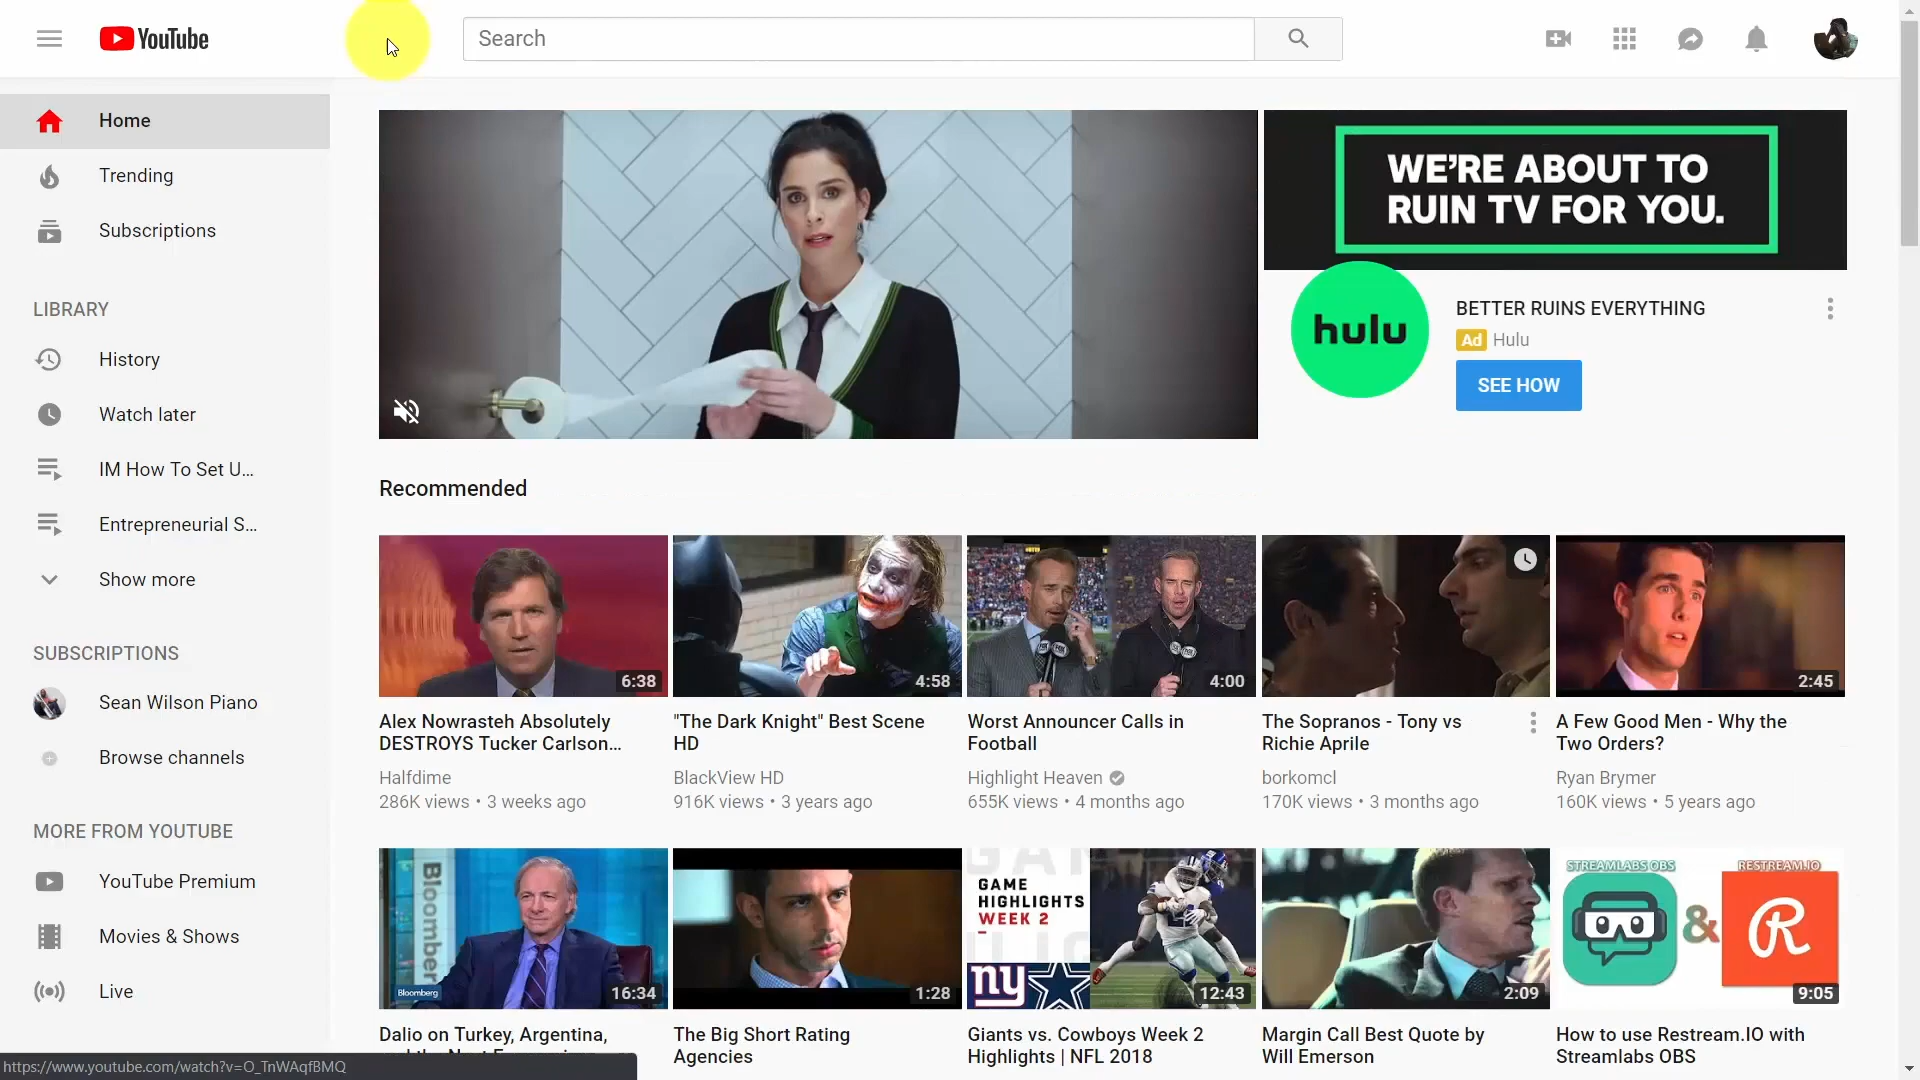 YouTube
Search
Home
Trending
Subscriptions
LIBRARY
History
Watch later
IM How To Set U...
Entrepreneurial S...
Show more
SUBSCRIPTIONS
Sean Wilson Piano
Browse channels
MORE FROM YOUTUBE
YouTube Premium
Movies & Shows
Live
WE'RE ABOUT TO
RUIN TV FOR YOU.
hulu
BETTER RUINS EVERYTHING
Ad Hulu
SEE HOW
Recommended
6:38
Alex Nowrasteh Absolutely
DESTROYS Tucker Carlson...
Halfdime
286K views • 3 weeks ago
4:58
"The Dark Knight" Best Scene
HD
BlackView HD
916K views • 3 years ago
4:00
Worst Announcer Calls in
Football
Highlight Heaven
655K views • 4 months ago
The Sopranos - Tony vs
Richie Aprile
borkomcl
170K views • 3 months ago
2:45
A Few Good Men - Why the
Two Orders?
Ryan Brymer
160K views • 5 years ago
Bloomberg
16:34
Dalio on Turkey, Argentina,
1:28
The Big Short Rating
Agencies
GAME
HIGHLIGHTS
WEEK 2
ny
12:43
Giants vs. Cowboys Week 2
Highlights | NFL 2018
2:09
Margin Call Best Quote by
Will Emerson
STREAMLABS OBS
&
RESTREAM.IO
R
9:05
How to use Restream.IO with
Streamlabs OBS
https://www.youtube.com/watch?v=O_TnWAqfBMQ